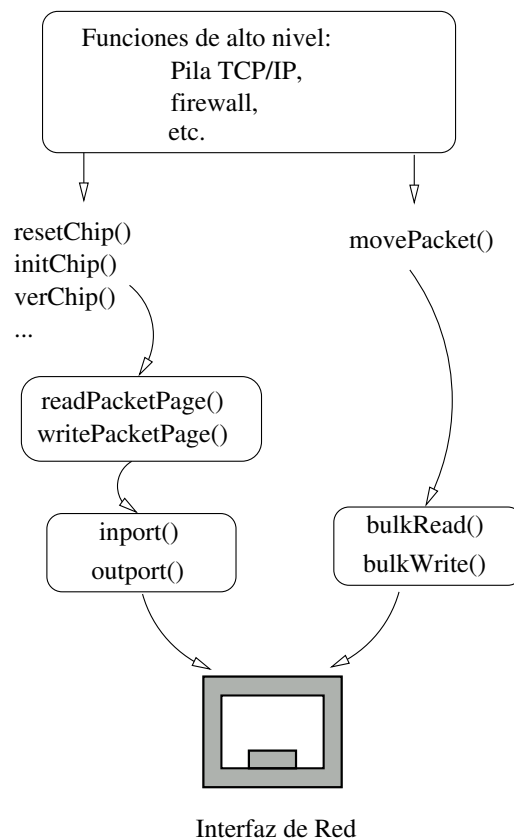 Funciones de alto nivel:
Pila TCP/IP,
firewall,
etc.
resetChip()
initChip()
verChip()
...
movePacket()
readPacketPage()
writePacketPage()
inport()
outport()
bulkRead()
bulkWrite()
Interfaz de Red